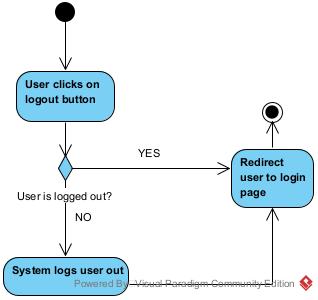 User clicks on
logout button
YES
Redirect
user to login
page
User is logged out?
NO
System logs user out
Powered By Visual Paradigm Community Edition